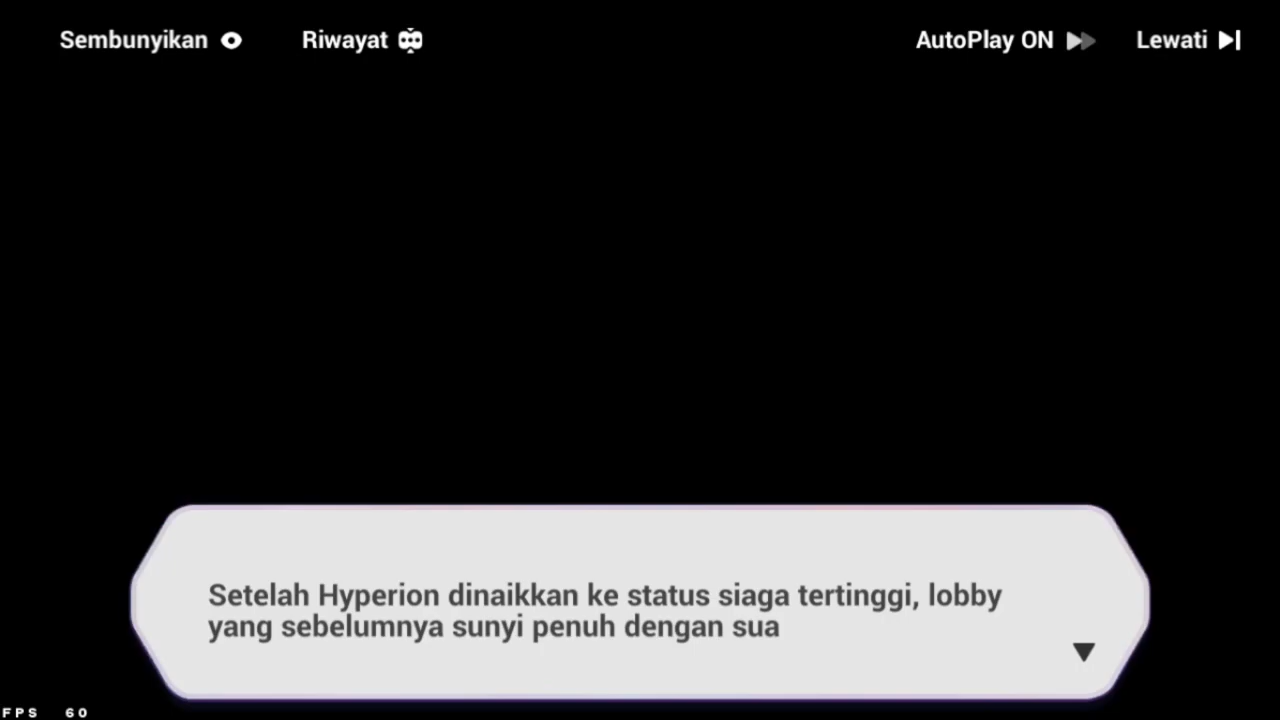 Sembunyikan
Riwayat
AutoPlay ON
Lewati
Setelah Hyperion dinaikkan ke status siaga tertinggi, lobby
yang sebelumnya sunyi penuh dengan sua
FPS 60